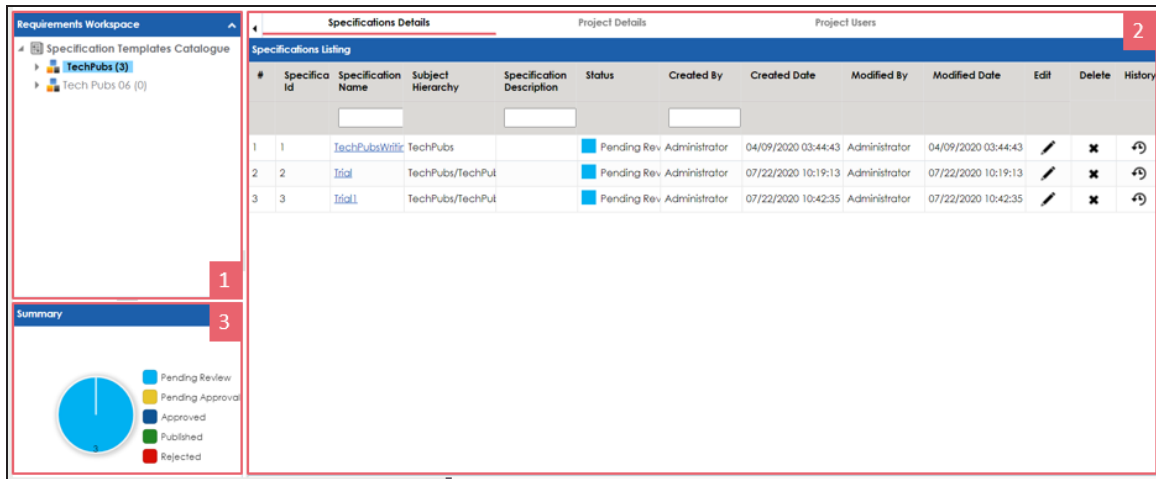 Requirements Workspace
Specification Templates Catalogue
TechPubs (3)
Tech Pubs 06 (0)
1
Summary
3
Pending Review
Pending Approval
Approved
Published
Rejected
3
Specifications Details Project Details Project Users
2
Specifications Listing
# Specifica Id Specification Name Subject Hierarchy Specification Description Status Created By Created Date Modified By Modified Date Edit Delete History
1 1 TechPubsWritin TechPubs Pending Rev Administrator 04/09/2020 03:44:43 Administrator 04/09/2020 03:44:43
2 2 Trial TechPubs/TechPub Pending Rev Administrator 07/22/2020 10:19:13 Administrator 07/22/2020 10:19:13
3 3 Trial1 TechPubs/TechPub Pending Rev Administrator 07/22/2020 10:42:35 Administrator 07/22/2020 10:42:35